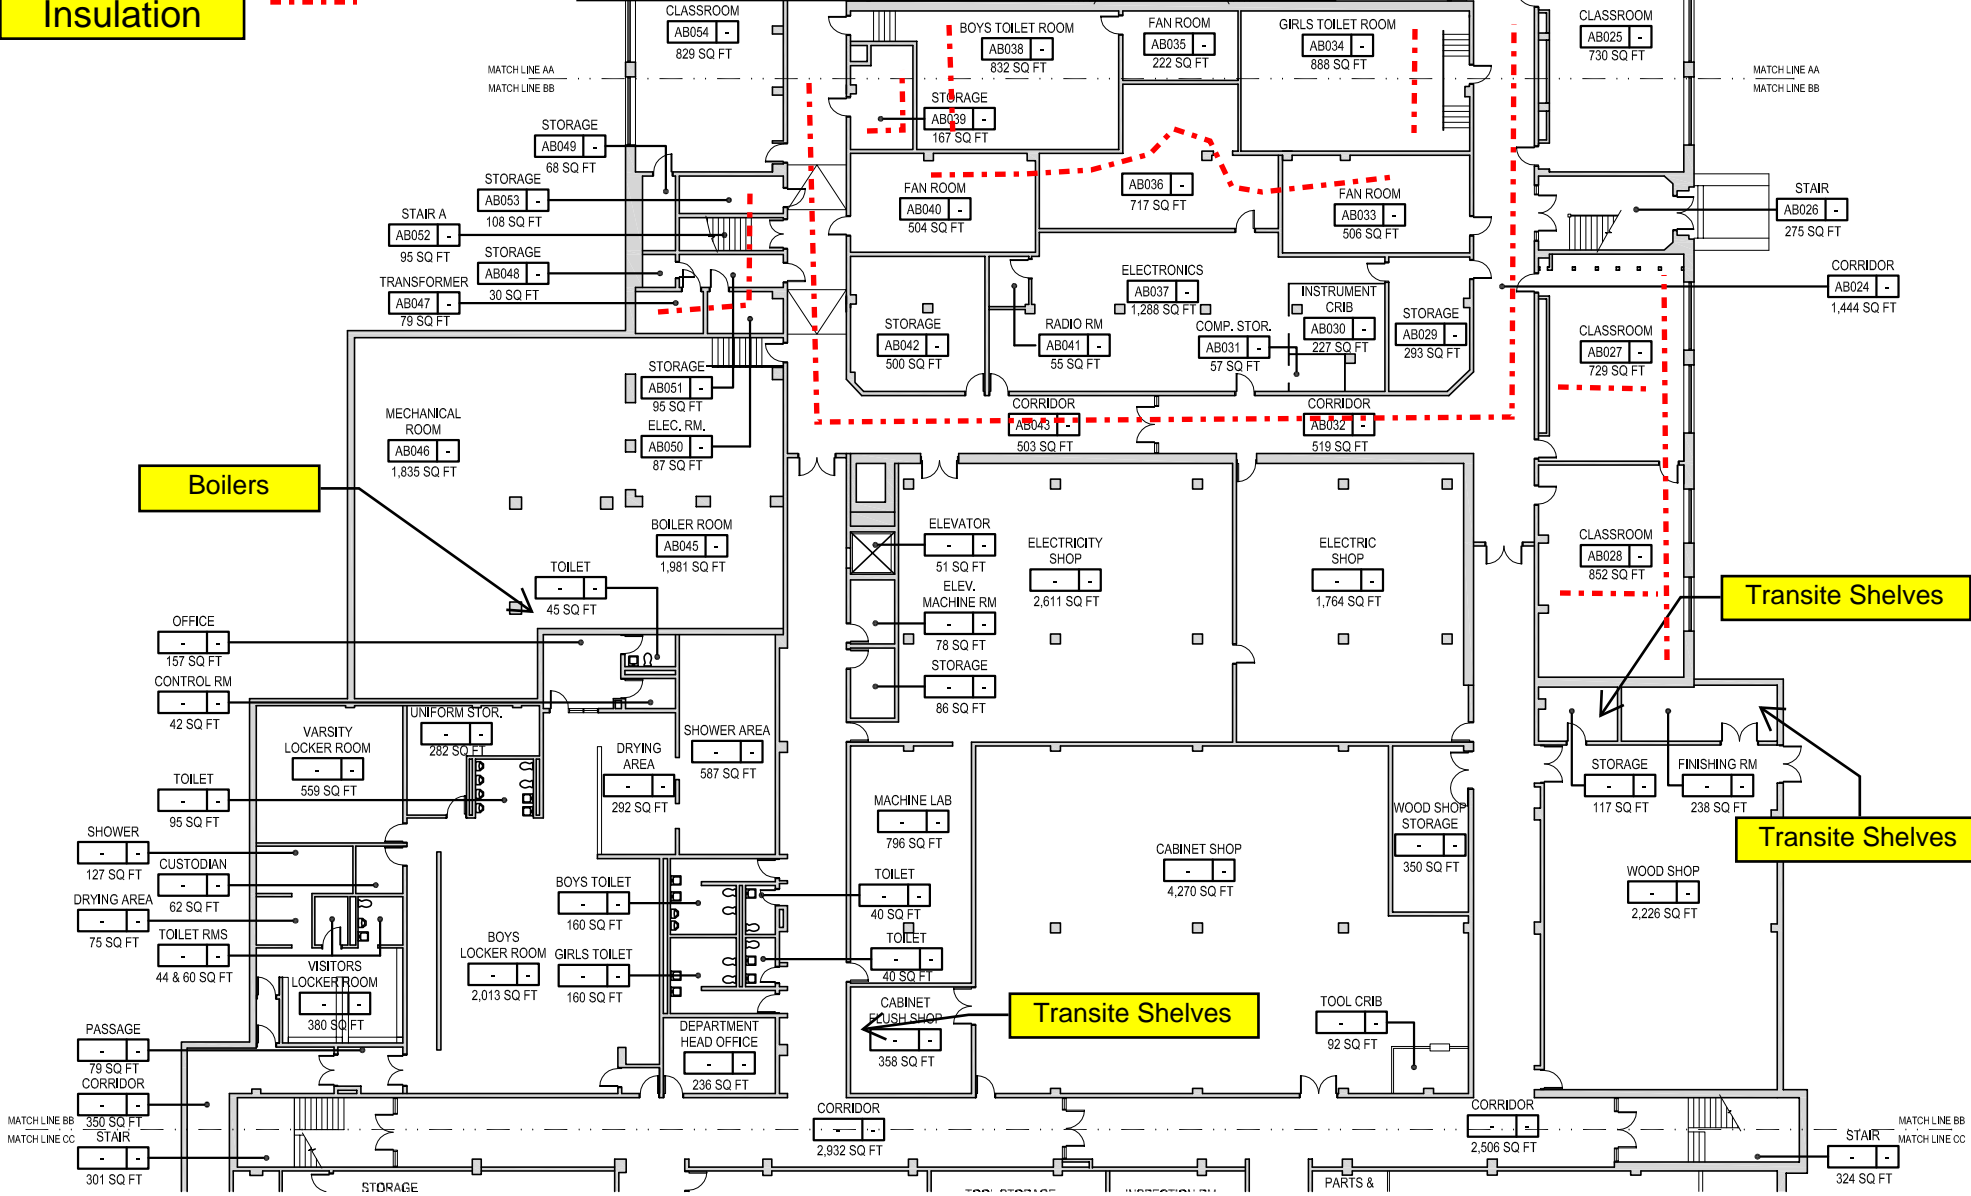 Insulation
CLASSROOM
AB054 -
829 SQ FT
BOYS TOILET ROOM
AB038 -
832 SQ FT
FAN ROOM
AB035 -
222 SQ FT
GIRLS TOILET ROOM
AB034 -
888 SQ FT
CLASSROOM
AB025 -
730 SQ FT
MATCH LINE AA
MATCH LINE BB
MATCH LINE AA
MATCH LINE BB
STORAGE
AB039 -
167 SQ FT
STORAGE
AB049 -
68 SQ FT
STORAGE
AB053 -
108 SQ FT
STAIR A
AB052 -
95 SQ FT
STORAGE
AB048 -
30 SQ FT
TRANSFORMER
AB047 -
79 SQ FT
FAN ROOM
AB040 -
504 SQ FT
AB036 -
717 SQ FT
FAN ROOM
AB033 -
506 SQ FT
STAIR
AB026 -
275 SQ FT
CORRIDOR
AB024 -
1,444 SQ FT
ELECTRONICS
AB037 -
1,288 SQ FT
INSTRUMENT
CRIB
AB030 -
227 SQ FT
STORAGE
AB029 -
293 SQ FT
STORAGE
AB042 -
500 SQ FT
RADIO RM
AB041 -
55 SQ FT
COMP. STOR.
AB031 -
57 SQ FT
CLASSROOM
AB027 -
729 SQ FT
STORAGE
AB051 -
95 SQ FT
ELEC. RM.
AB050 -
87 SQ FT
MECHANICAL
ROOM
AB046 -
1,835 SQ FT
CORRIDOR
AB043 -
503 SQ FT
CORRIDOR
AB032 -
519 SQ FT
Boilers
BOILER ROOM
AB045 -
1,981 SQ FT
TOILET
- -
45 SQ FT
ELEVATOR
- -
51 SQ FT
ELEV.
MACHINE RM
- -
78 SQ FT
STORAGE
- -
86 SQ FT
ELECTRICITY
SHOP
- -
2,611 SQ FT
ELECTRIC
SHOP
- -
1,764 SQ FT
CLASSROOM
AB028 -
852 SQ FT
Transite Shelves
OFFICE
- -
157 SQ FT
CONTROL RM
- -
42 SQ FT
UNIFORM STOR.
- -
282 SQ FT
VARSITY
LOCKER ROOM
- -
559 SQ FT
DRYING
AREA
- -
292 SQ FT
SHOWER AREA
- -
587 SQ FT
TOILET
- -
95 SQ FT
STORAGE
- -
117 SQ FT
FINISHING RM
- -
238 SQ FT
Transite Shelves
MACHINE LAB
- -
796 SQ FT
WOOD SHOP
STORAGE
- -
350 SQ FT
CABINET SHOP
- -
4,270 SQ FT
WOOD SHOP
- -
2,226 SQ FT
SHOWER
- -
127 SQ FT
CUSTODIAN
- -
62 SQ FT
DRYING AREA
- -
75 SQ FT
TOILET RMS
- -
44 & 60 SQ FT
BOYS TOILET
- -
160 SQ FT
TOILET
- -
40 SQ FT
TOILET
- -
40 SQ FT
BOYS
LOCKER ROOM
- -
2,013 SQ FT
GIRLS TOILET
- -
160 SQ FT
VISITORS
LOCKER ROOM
- -
380 SQ FT
CABINET
FLUSH SHOP
- -
358 SQ FT
Transite Shelves
TOOL CRIB
- -
92 SQ FT
DEPARTMENT
HEAD OFFICE
- -
236 SQ FT
PASSAGE
- -
79 SQ FT
CORRIDOR
- -
350 SQ FT
MATCH LINE BB
MATCH LINE CC
STAIR
- -
301 SQ FT
CORRIDOR
- -
2,932 SQ FT
CORRIDOR
- -
2,506 SQ FT
MATCH LINE BB
MATCH LINE CC
STAIR
- -
324 SQ FT
STORAGE
TOOL STORAGE
INSPECTION RM
PARTS &